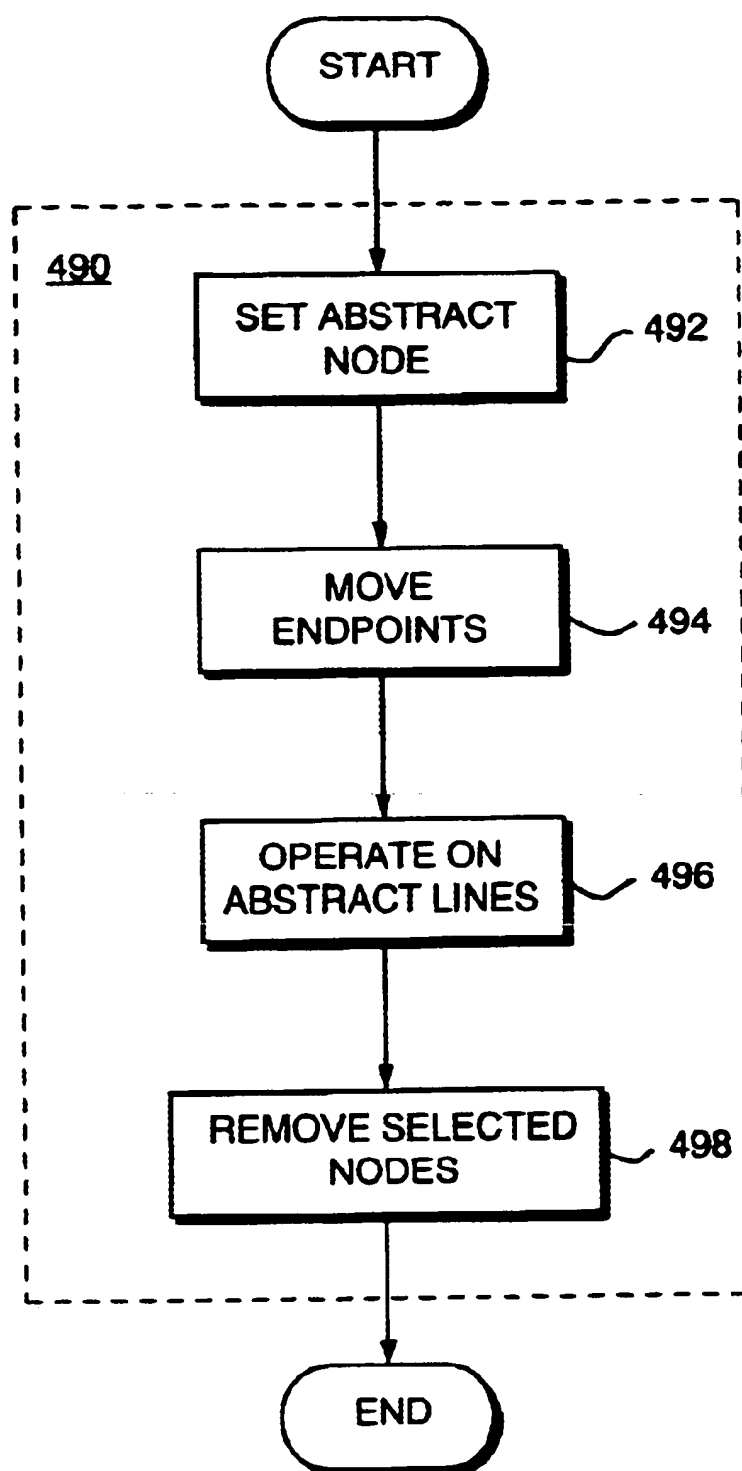 START
490
SET ABSTRACT
NODE
492
MOVE
ENDPOINTS
494
OPERATE ON
ABSTRACT LINES
496
REMOVE SELECTED
NODES
498
END